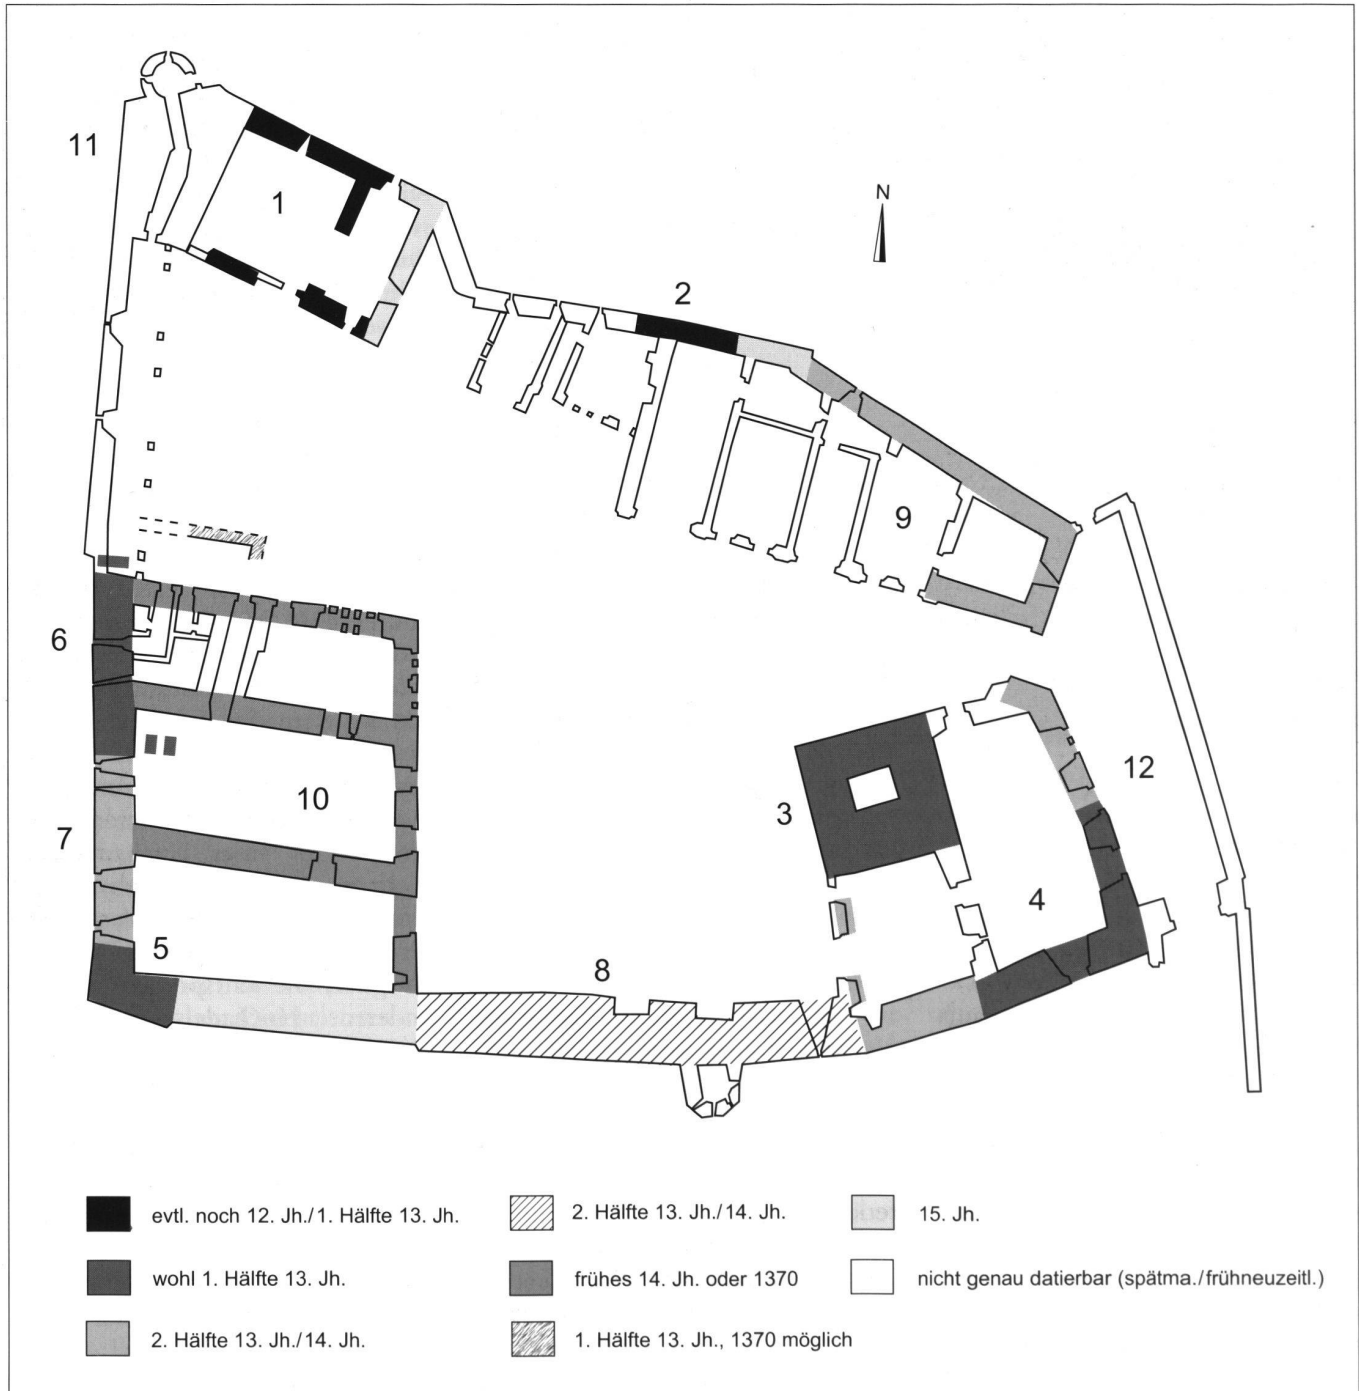 11
1
N
2
9
6
10
3
12
7
4
5
8
evtl. noch 12. Jh./1. Hälfte 13. Jh.
wohl 1. Hälfte 13. Jh.
2. Hälfte 13. Jh./14. Jh.
2. Hälfte 13. Jh./14. Jh.
frühes 14. Jh. oder 1370
1. Hälfte 13. Jh., 1370 möglich
15. Jh.
nicht genau datierbar (spätma./frühneuzeitl.)